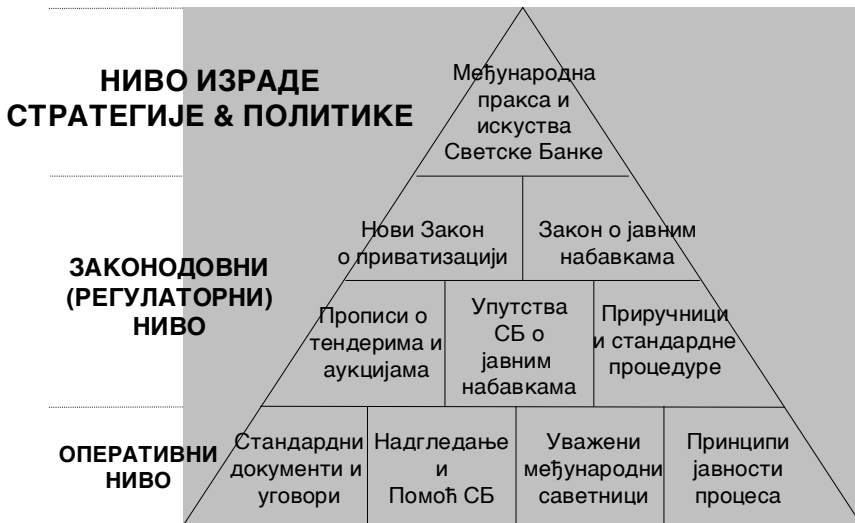 НИВО ИЗРАДЕ
СТРАТЕГИЈЕ & ПОЛИТИКЕ
Међународна
пракса и
искуства
Светске Банке
ЗАКОНОДОВНИ
(РЕГУЛАТОРНИ)
НИВО
Нови Закон
о приватизацији
Закон о јавним
набавкама
Прописи о
тендерима и
аукцијама
Упутства
СБ о
јавним
набавкама
Приручници
и стандардне
процедуре
ОПЕРАТИВНИ
НИВО
Стандардни
документи и
уговори
Надгледање
и
Помоћ СБ
Уважени
међународни
саветници
Принципи
јавности
процеса